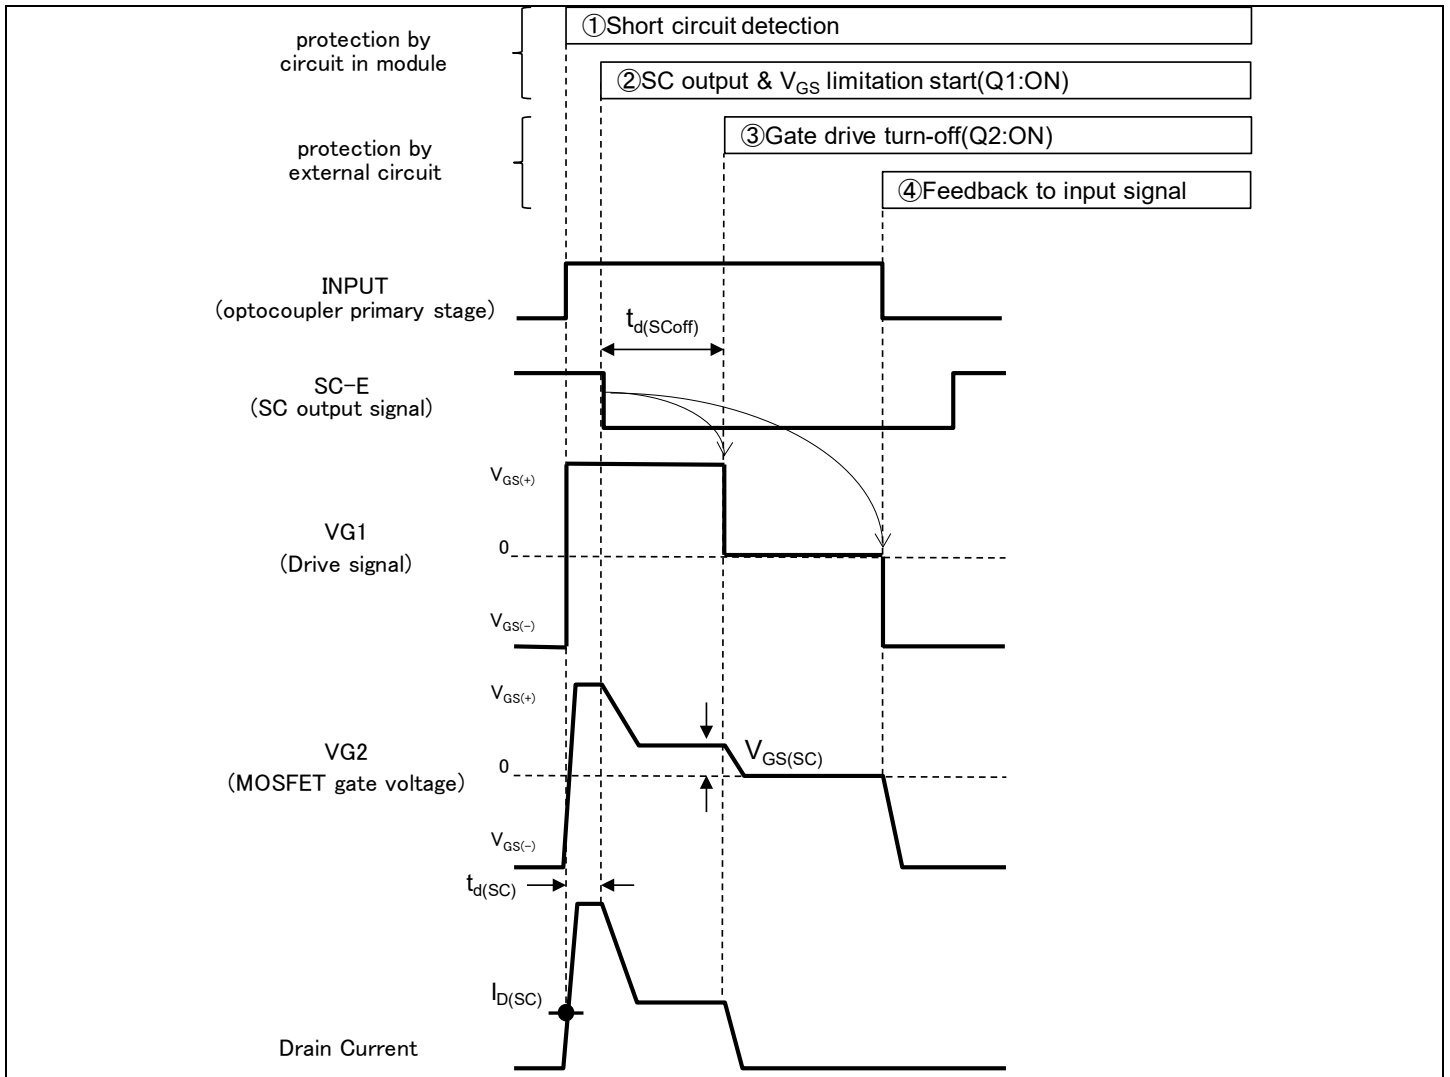 protection by
circuit in module
①Short circuit detection
②SC output & VGS limitation start(Q1:ON)
protection by
external circuit
③Gate drive turn-off(Q2:ON)
④Feedback to input signal
INPUT
(optocoupler primary stage)
td(SCoff)
SC-E
(SC output signal)
VGS(+)
VG1
(Drive signal)
0
VGS(-)
VGS(+)
VG2
(MOSFET gate voltage)
0
VGS(SC)
VGS(-)
td(SC)
ID(SC)
Drain Current